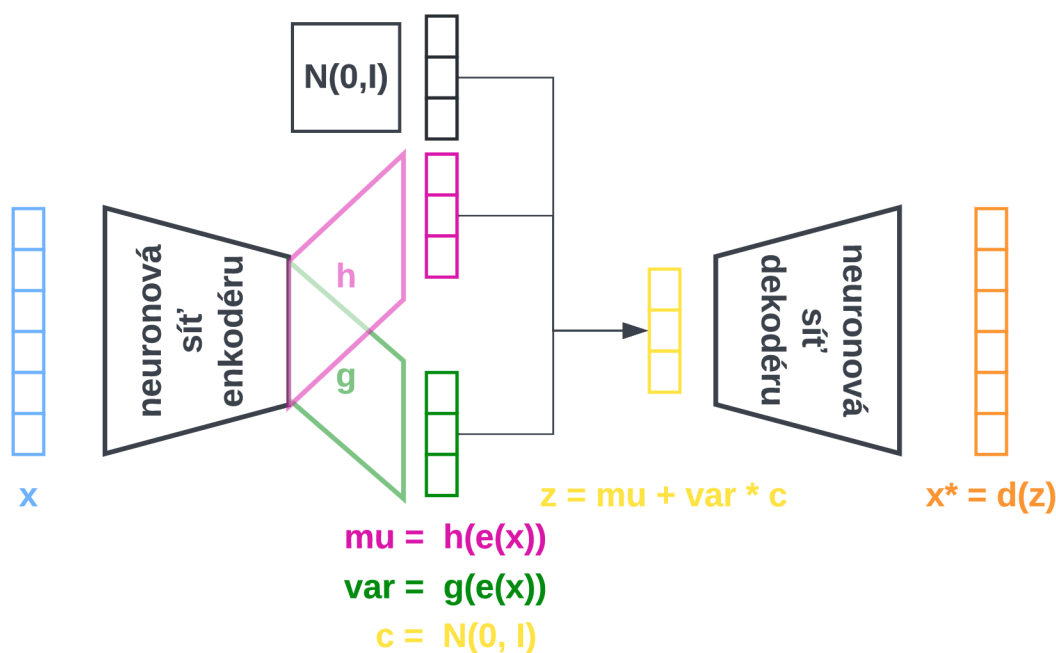 N(0,I)
neuronová
síť
enkodéru
h
g
neuronová
síť
dekodéru
x
z = mu + var * c
x* = d(z)
mu = h(e(x))
var = g(e(x))
c = N(0, I)